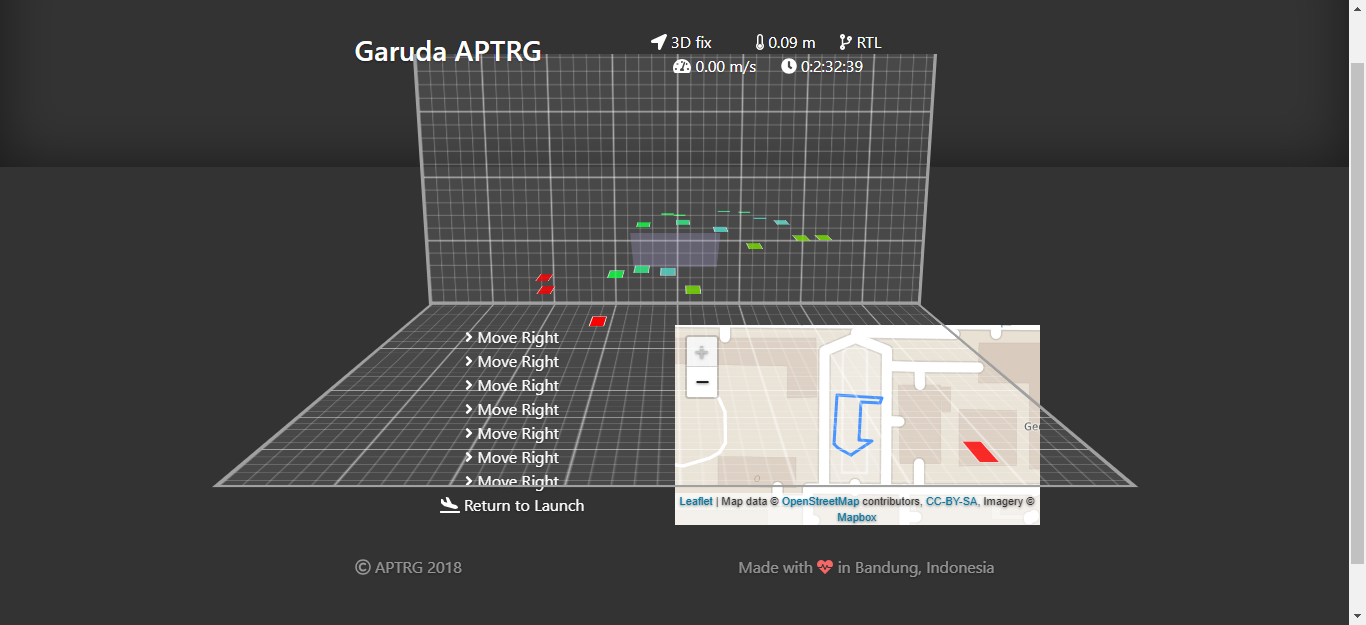 Garuda APTRG
3D fix 0.09 m RTL
0.00 m/s 0:2:32:39
Move Right
Move Right
Move Right
Move Right
Move Right
Move Right
Move Right
Return to Launch
+
−
Geo
Leaflet | Map data © OpenStreetMap contributors, CC-BY-SA, Imagery ©
Mapbox
© APTRG 2018
Made with in Bandung, Indonesia